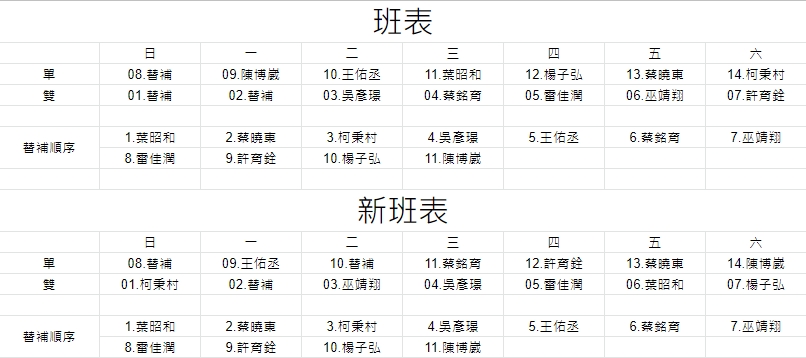 班表
日 一 二 三 四 五 六
單 08.替補 09.陳博崴 10.王佑丞 11.葉昭和 12.楊子弘 13.蔡曉東 14.柯秉村
雙 01.替補 02.替補 03.吳彥璟 04.蔡銘育 05.雷佳潤 06.巫靖翔 07.許育銓
替補順序
1.葉昭和 2.蔡曉東 3.柯秉村 4.吳彥璟 5.王佑丞 6.蔡銘育 7.巫靖翔
8.雷佳潤 9.許育銓 10.楊子弘 11.陳博崴
新班表
日 一 二 三 四 五 六
單 08.替補 09.王佑丞 10.替補 11.蔡銘育 12.許育銓 13.蔡曉東 14.陳博崴
雙 01.柯秉村 02.替補 03.巫靖翔 04.吳彥璟 05.雷佳潤 06.葉昭和 07.楊子弘
替補順序
1.葉昭和 2.蔡曉東 3.柯秉村 4.吳彥璟 5.王佑丞 6.蔡銘育 7.巫靖翔
8.雷佳潤 9.許育銓 10.楊子弘 11.陳博崴